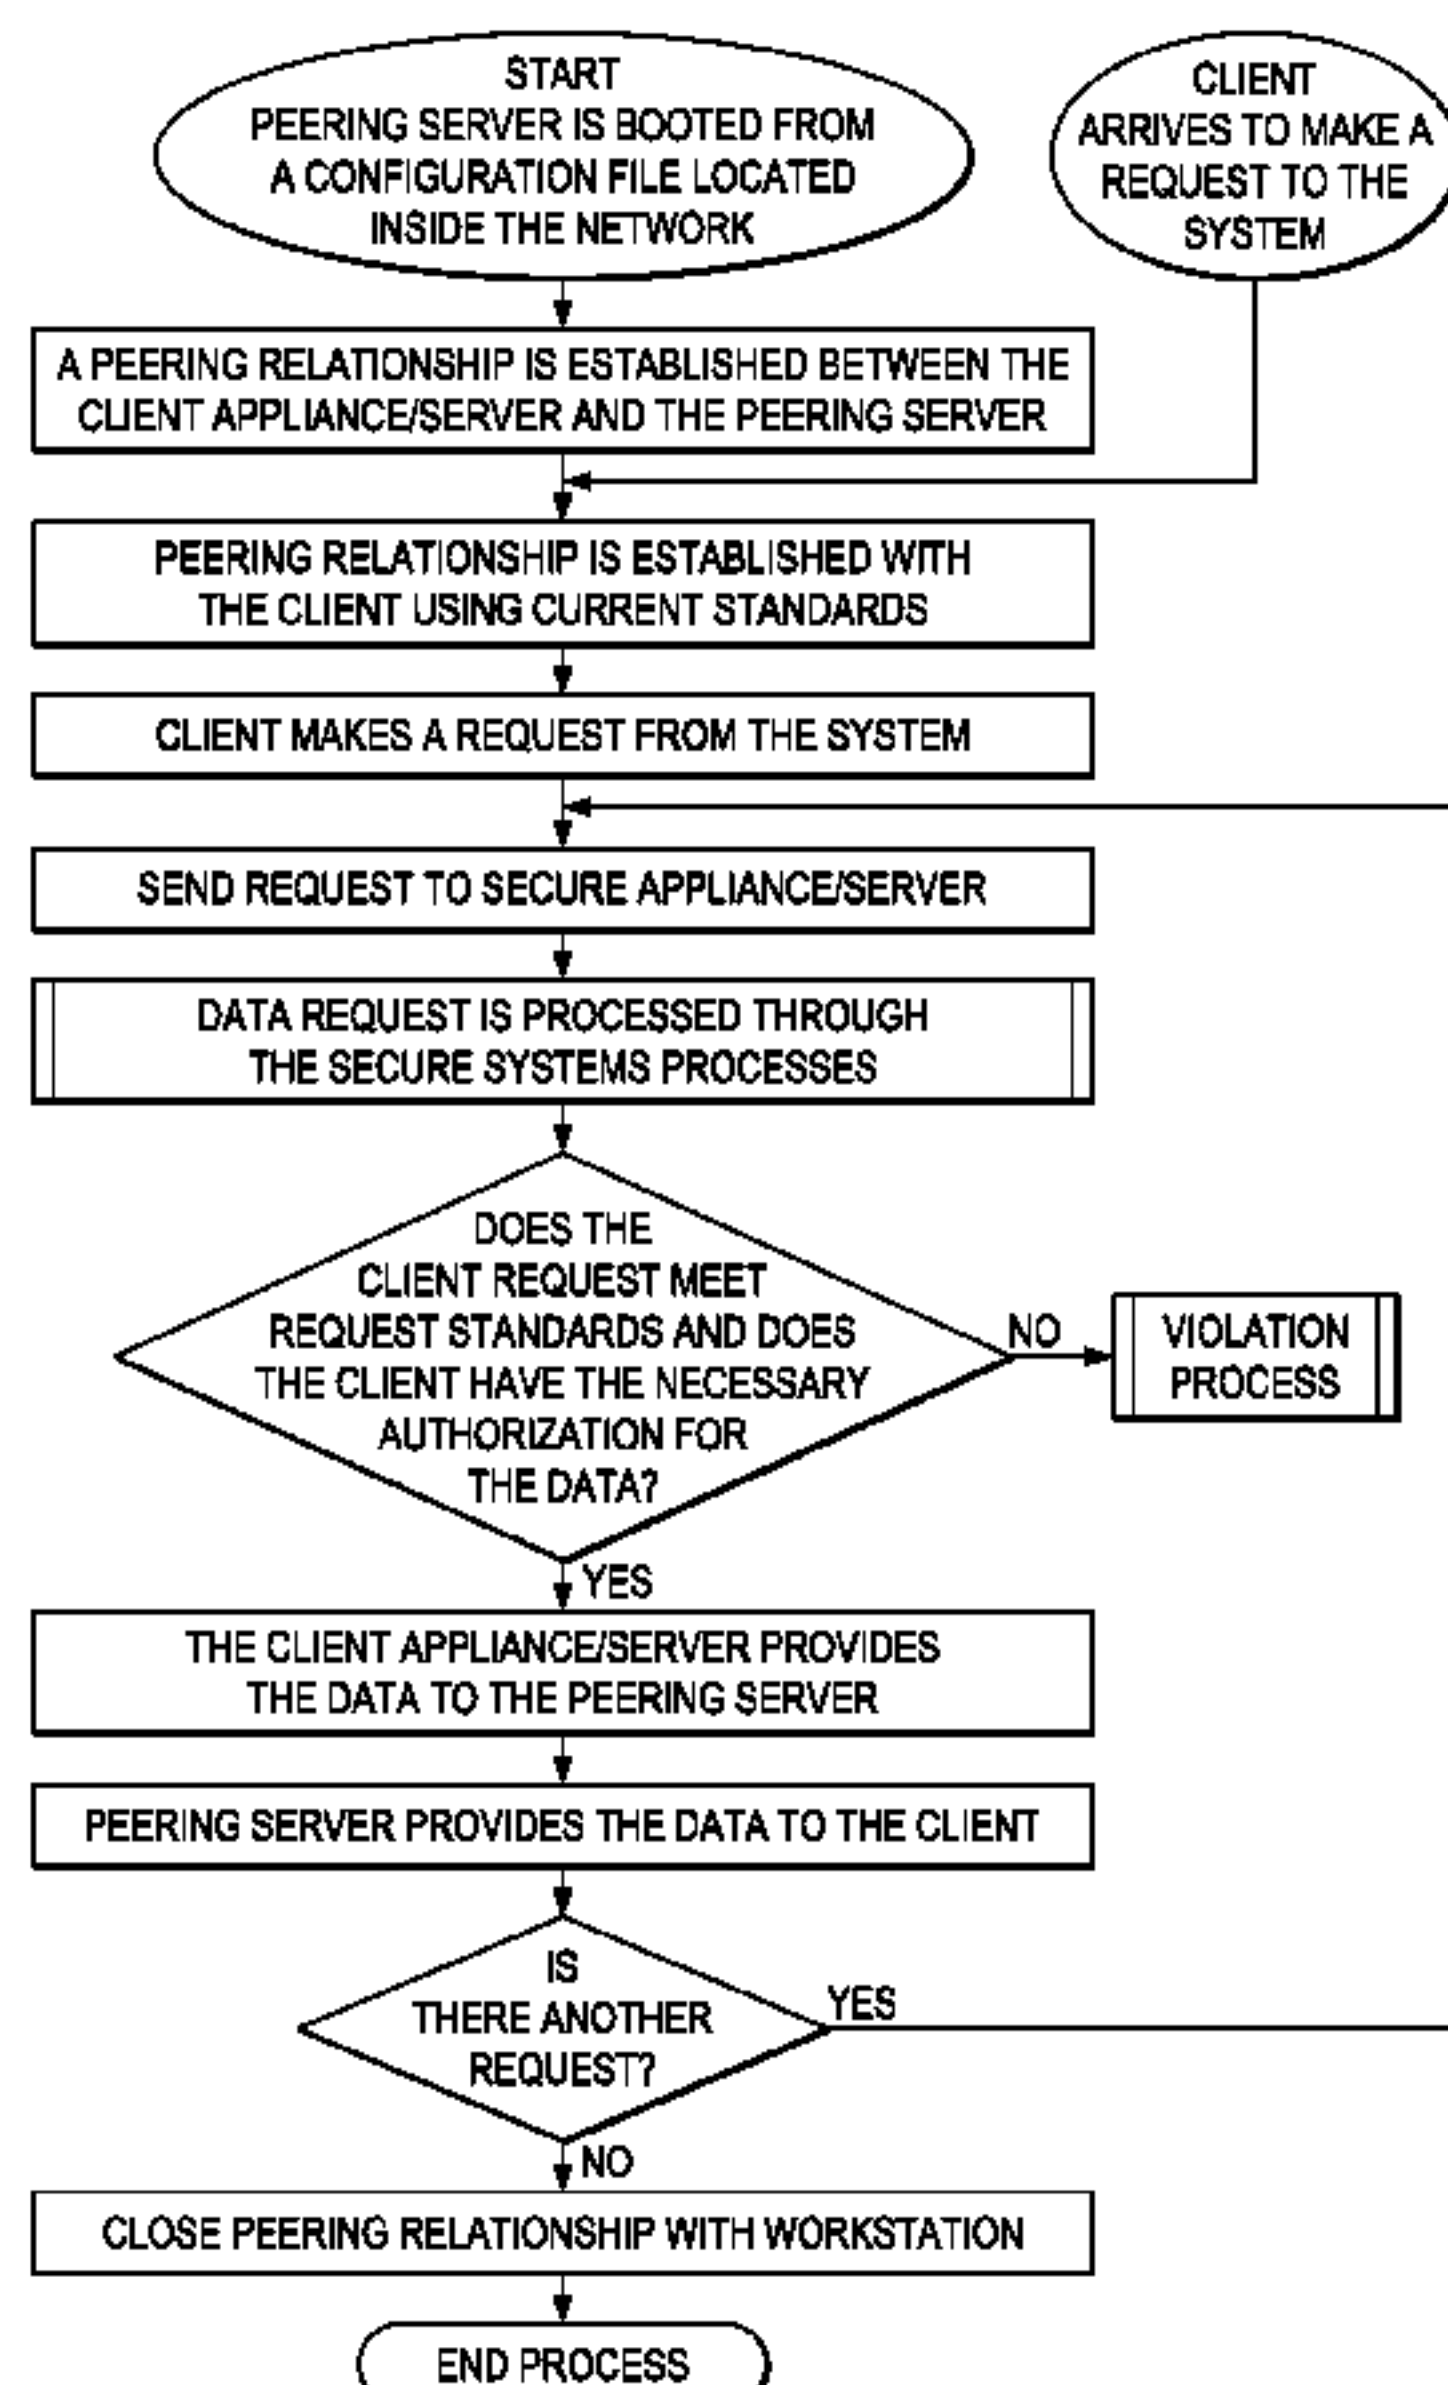 START
PEERING SERVER IS BOOTED FROM
A CONFIGURATION FILE LOCATED
INSIDE THE NETWORK
CLIENT
ARRIVES TO MAKE A
REQUEST TO THE
SYSTEM
A PEERING RELATIONSHIP IS ESTABLISHED BETWEEN THE
CLIENT APPLIANCE/SERVER AND THE PEERING SERVER
PEERING RELATIONSHIP IS ESTABLISHED WITH
THE CLIENT USING CURRENT STANDARDS
CLIENT MAKES A REQUEST FROM THE SYSTEM
SEND REQUEST TO SECURE APPLIANCE/SERVER
DATA REQUEST IS PROCESSED THROUGH
THE SECURE SYSTEMS PROCESSES
DOES THE
CLIENT REQUEST MEET
REQUEST STANDARDS AND DOES
THE CLIENT HAVE THE NECESSARY
AUTHORIZATION FOR
THE DATA?
NO
VIOLATION
PROCESS
YES
THE CLIENT APPLIANCE/SERVER PROVIDES
THE DATA TO THE PEERING SERVER
PEERING SERVER PROVIDES THE DATA TO THE CLIENT
IS
THERE ANOTHER
REQUEST?
YES
NO
CLOSE PEERING RELATIONSHIP WITH WORKSTATION
END PROCESS